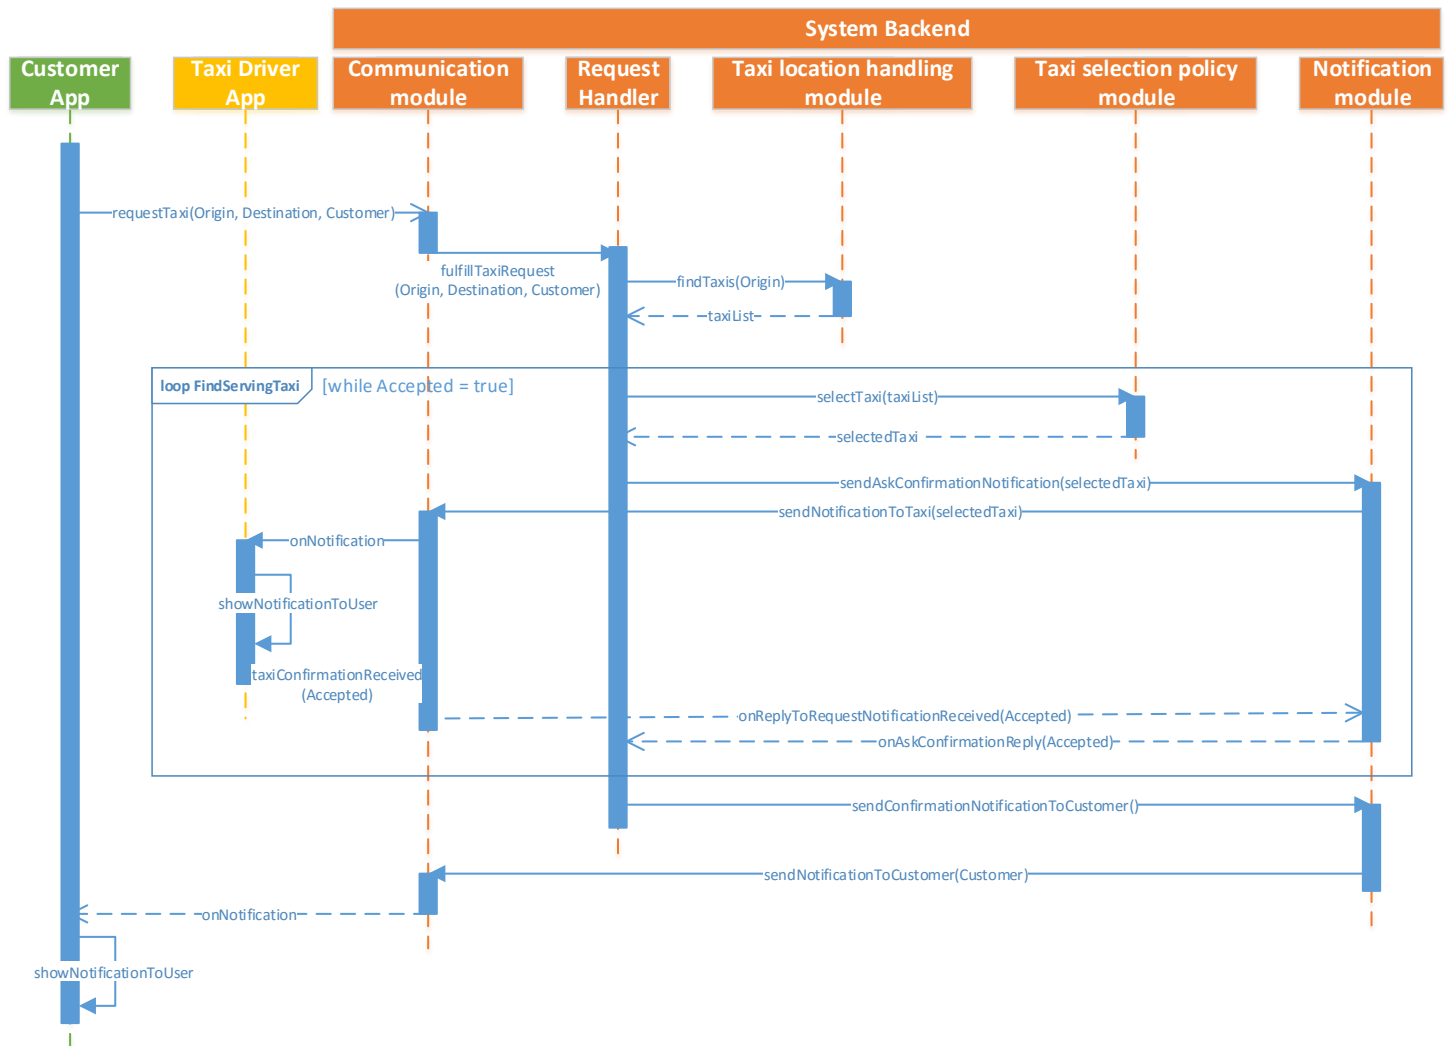 System Backend
Customer
App
Taxi Driver
App
Communication
module
Request
Handler
Taxi location handling
module
Taxi selection policy
module
Notification
module
requestTaxi(Origin, Destination, Customer)
fulfillTaxiRequest
(Origin, Destination, Customer)
findTaxis(Origin)
taxiList
loop FindServingTaxi
[while Accepted = true]
selectTaxi(taxiList)
selectedTaxi
sendAskConfirmationNotification(selectedTaxi)
sendNotificationToTaxi(selectedTaxi)
onNotification
showNotificationToUser
taxiConfirmationReceived
(Accepted)
onReplyToRequestNotificationReceived(Accepted)
onAskConfirmationReply(Accepted)
sendConfirmationNotificationToCustomer()
sendNotificationToCustomer(Customer)
onNotification
showNotificationToUser